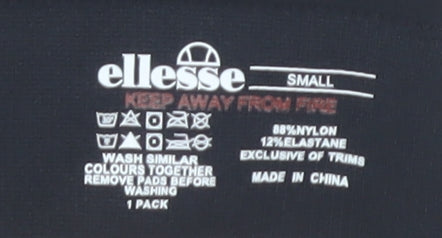 ellesse SMALL
KEEP AWAY FROM FIRE
WASH SIMILAR
COLOURS TOGETHER
REMOVE PADS BEFORE
WASHING
1 PACK
88%NYLON
12%ELASTANE
EXCLUSIVE OF TRIMS
MADE IN CHINA